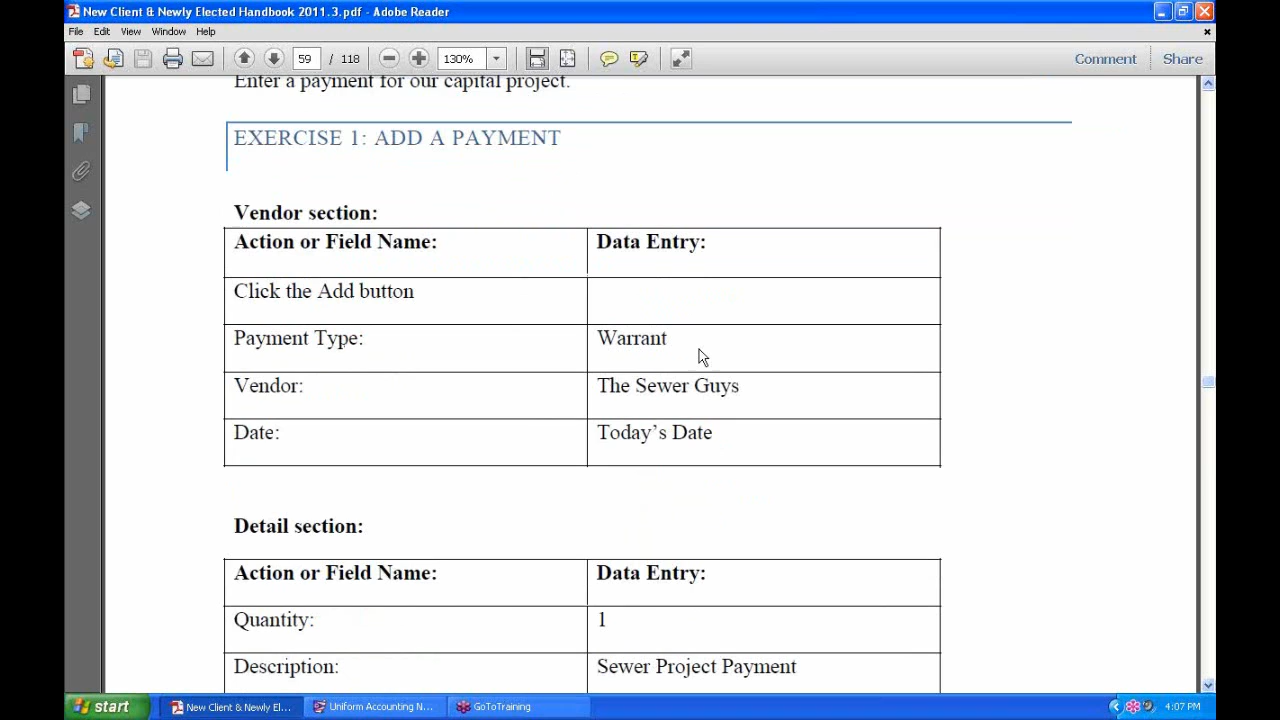 New Client & Newly Elected Handbook 2011.3.pdf - Adobe Reader
File Edit View Window Help
59 / 118 130% Comment Share
Enter a payment for our capital project.
EXERCISE 1: ADD A PAYMENT
Vendor section:
Action or Field Name: Data Entry:
Click the Add button
Payment Type: Warrant
Vendor: The Sewer Guys
Date: Today's Date
Detail section:
Action or Field Name: Data Entry:
Quantity: 1
Description: Sewer Project Payment
start New Client & Newly El... Uniform Accounting N... GoToTraining 4:07 PM